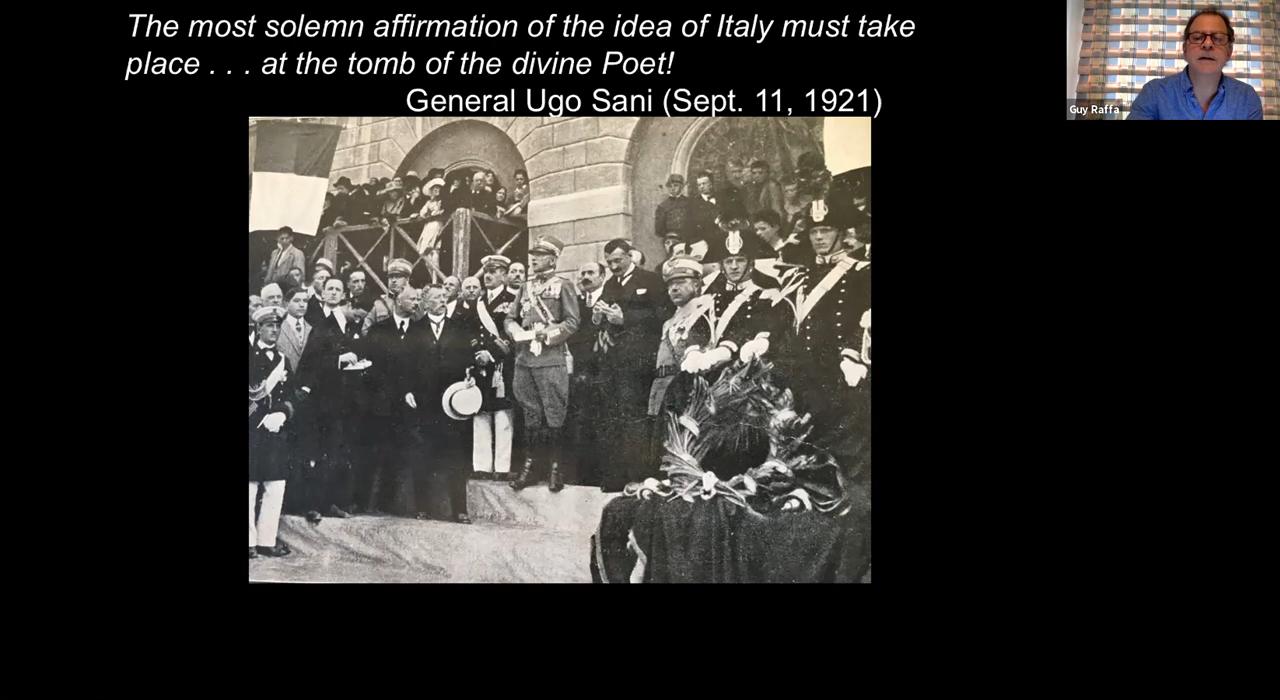 The most solemn affirmation of the idea of Italy must take
place . . . at the tomb of the divine Poet!
General Ugo Sani (Sept. 11, 1921)
Guy Raffa